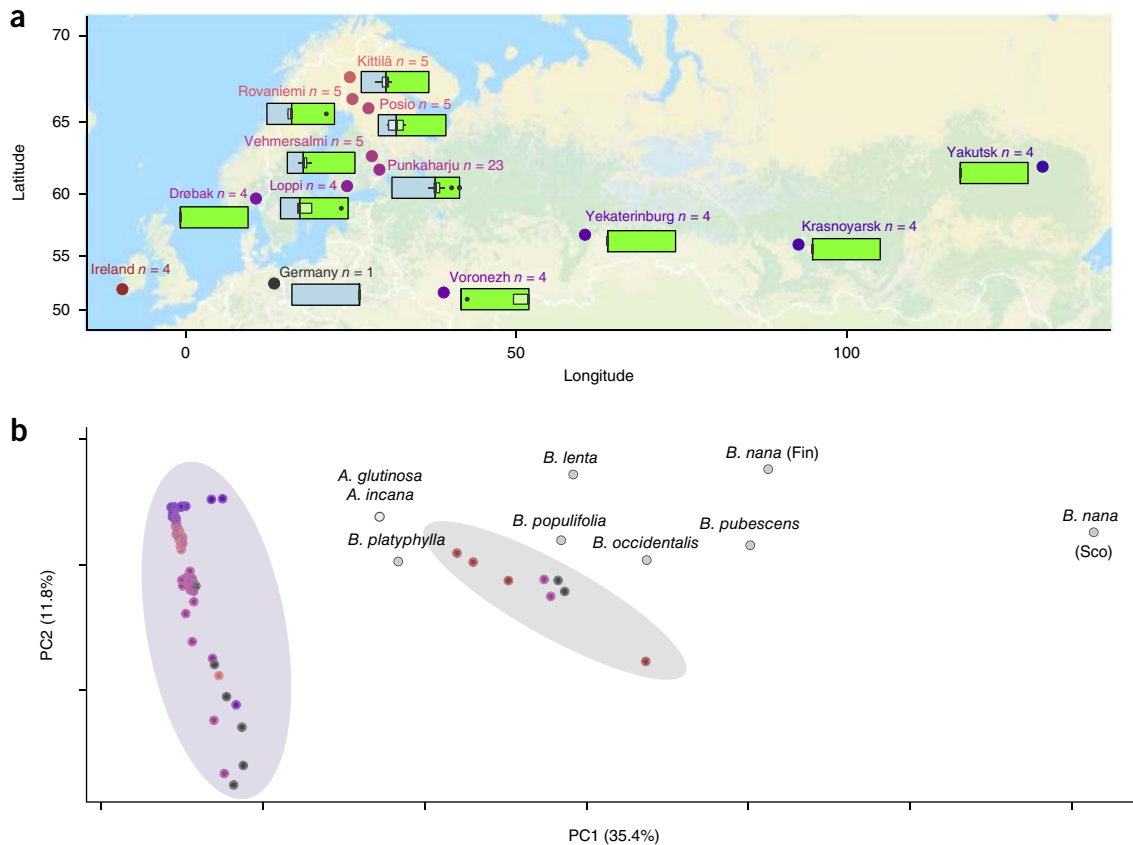 a
70
65
60
55
50
Latitude
Kittilä n = 5
Rovaniemi n = 5
Posio n = 5
Vehmersalmi n = 5
Punkaharju n = 23
Yakutsk n = 4
Drøbak n = 4
Loppi n = 4
Yekaterinburg n = 4
Krasnoyarsk n = 4
Ireland n = 4
Germany n = 1
Voronezh n = 4
0
50
100
Longitude
b
B. lenta
B. nana (Fin)
A. glutinosa
A. incana
B. platyphylla
B. populifolia
B. occidentalis
B. pubescens
B. nana
(Sco)
PC2 (11.8%)
PC1 (35.4%)